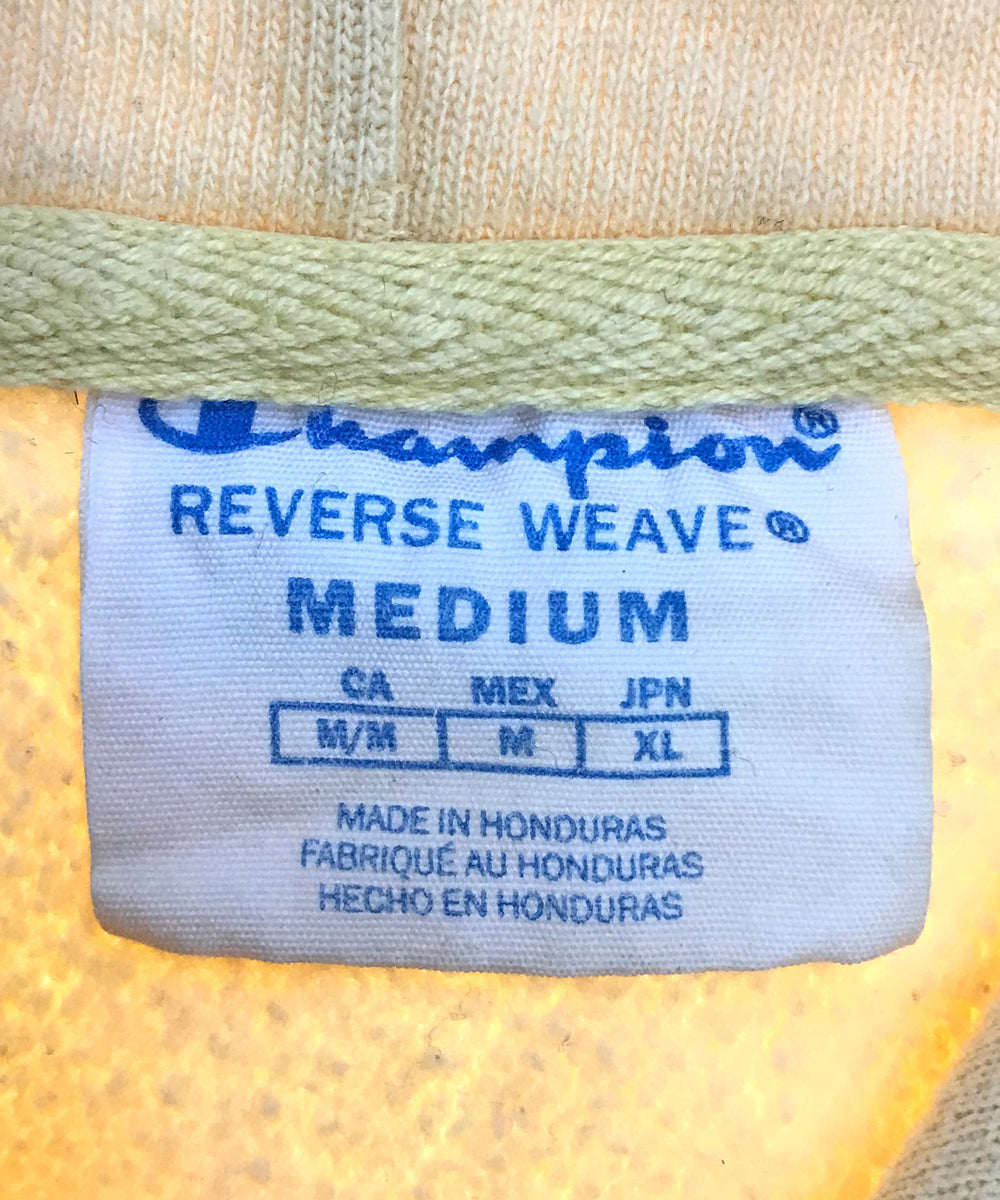 Champion®
REVERSE WEAVE®
MEDIUM
CA MEX JPN
M/M M XL
MADE IN HONDURAS
FABRIQUÉ AU HONDURAS
HECHO EN HONDURAS